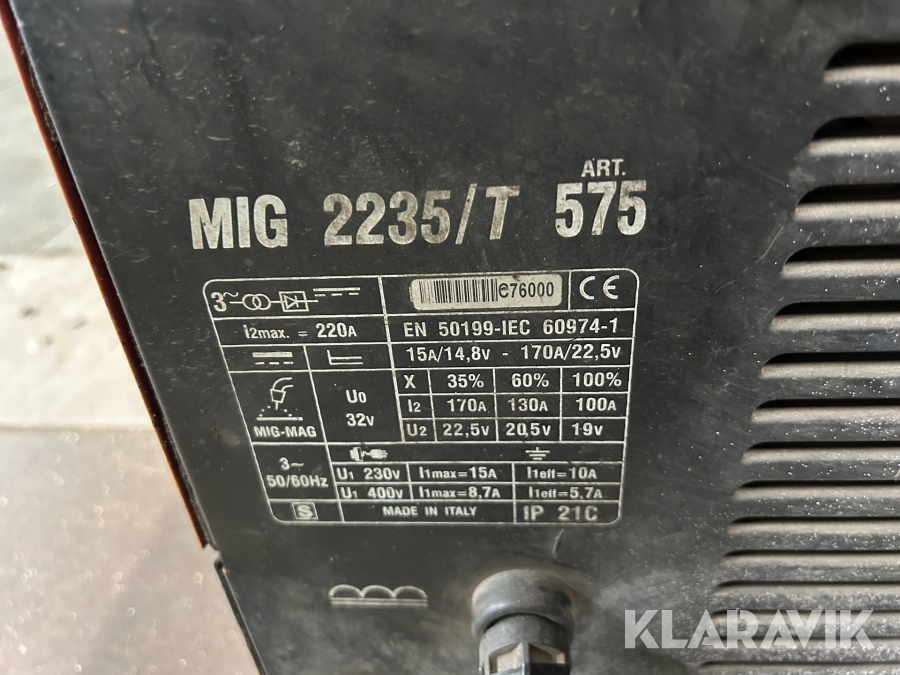 ART.
MIG 2235/T 575
3~ e76000 CE
I2max. = 220A EN 50199-IEC 60974-1
15A/14,8V - 170A/22,5V
X 35% 60% 100%
U0 I2 170A 130A 100A
MIG-MAG 32V U2 22,5V 20,5V 19V
3~ U1 230V I1max=15A I1eff=10A
50/60Hz U1 400V I1max=8,7A I1eff=5,7A
S MADE IN ITALY IP 21C
KLARAVIK